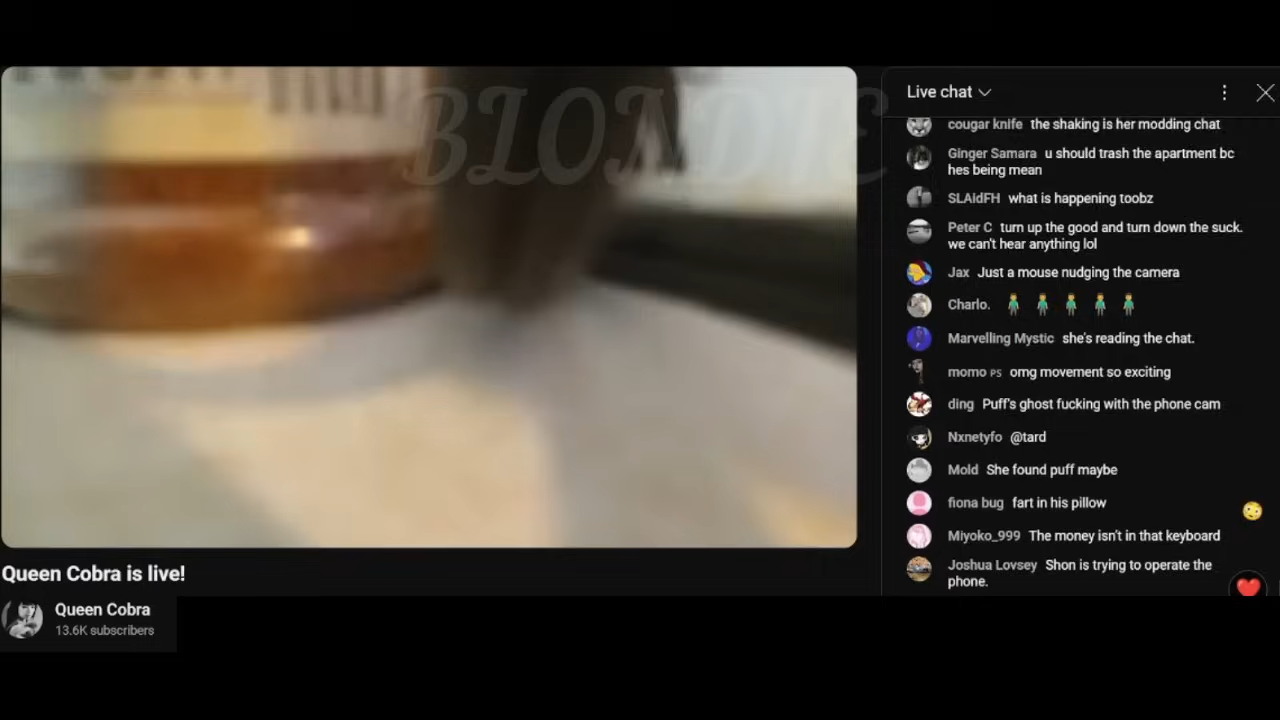 BLONDIE
Live chat
cougar knife the shaking is her modding chat
Ginger Samara u should trash the apartment bc
hes being mean
SLAidFH what is happening toobz
Peter C turn up the good and turn down the suck.
we can't hear anything lol
Jax Just a mouse nudging the camera
Charlo.
Marvelling Mystic she's reading the chat.
momo PS omg movement so exciting
ding Puff's ghost fucking with the phone cam
Nxnetyfo @tard
Mold She found puff maybe
fiona bug fart in his pillow
Miyoko_999 The money isn't in that keyboard
Joshua Lovsey Shon is trying to operate the
phone.
Queen Cobra is live!
Queen Cobra
13.6K subscribers